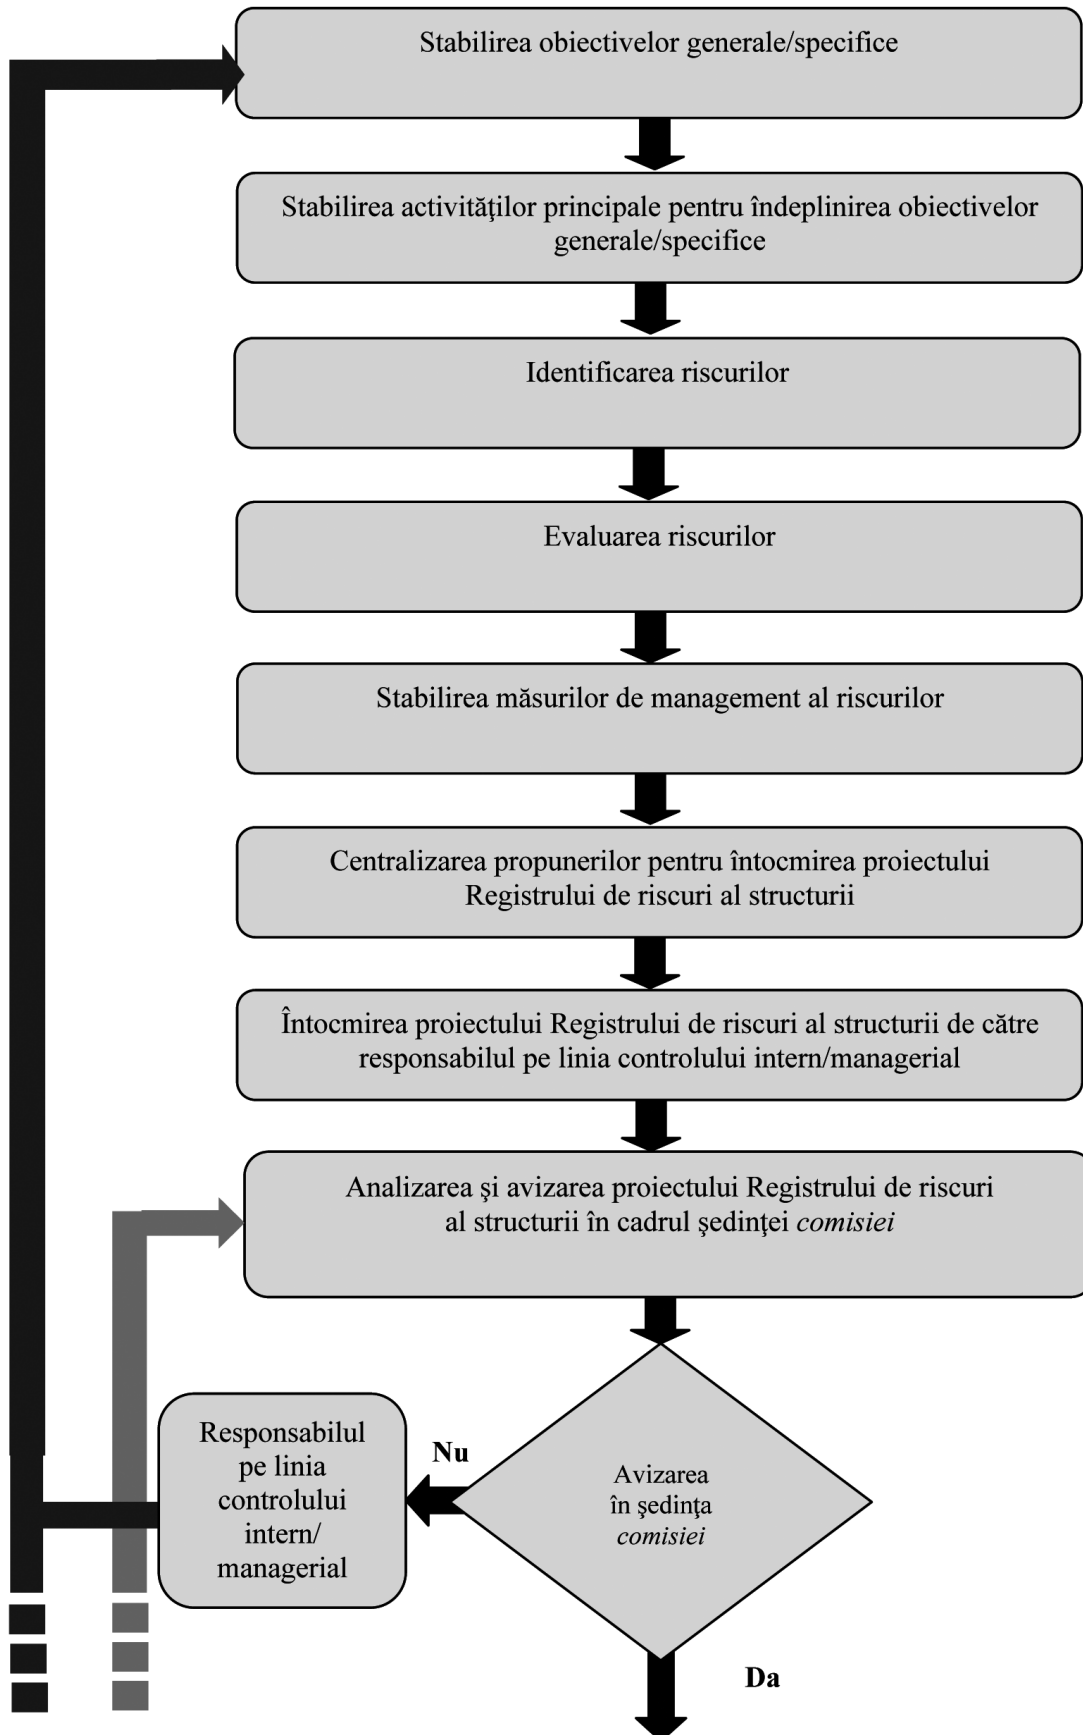 Stabilirea obiectivelor generale/specifice
Stabilirea activităţilor principale pentru îndeplinirea obiectivelor
generale/specifice
Identificarea riscurilor
Evaluarea riscurilor
Stabilirea măsurilor de management al riscurilor
Centralizarea propunerilor pentru întocmirea proiectului
Registrului de riscuri al structurii
Întocmirea proiectului Registrului de riscuri al structurii de către
responsabilul pe linia controlului intern/managerial
Analizarea şi avizarea proiectului Registrului de riscuri
al structurii în cadrul şedinţei comisiei
Responsabilul
pe linia
controlului
intern/
managerial
Nu
Avizarea
în şedinţa
comisiei
Da